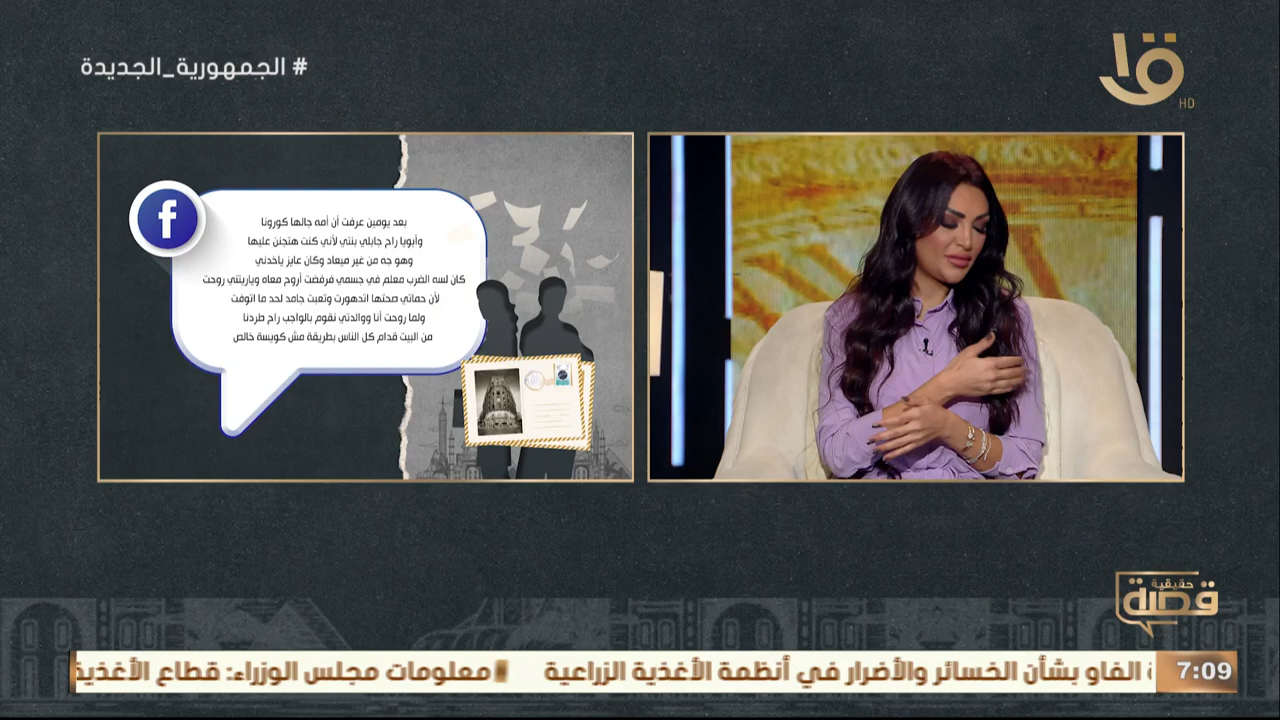 # الجمهورية_الجديدة
HD
بعد يومين عرفت أن أمه جالها كورونا
وأبويا راح جابلي بنتي لأني كنت هتجنن عليها
وهو جه من غير ميعاد وكان عايز ياخدني
كان لسه الضرب معلم في جسمي فرفضت أروح معاه وياريتني روحت
لأن حماتي صحتها اتدهورت وتعبت جامد لحد ما اتوفت
ولما روحت أنا ووالدتي نقوم بالواجب راح طردنا
من البيت قدام كل الناس بطريقة مش كويسة خالص
قصة
حقيقية
7:09
الفاو بشأن الخسائر والأضرار في أنظمة الأغذية الزراعية
معلومات مجلس الوزراء: قطاع الأغذية